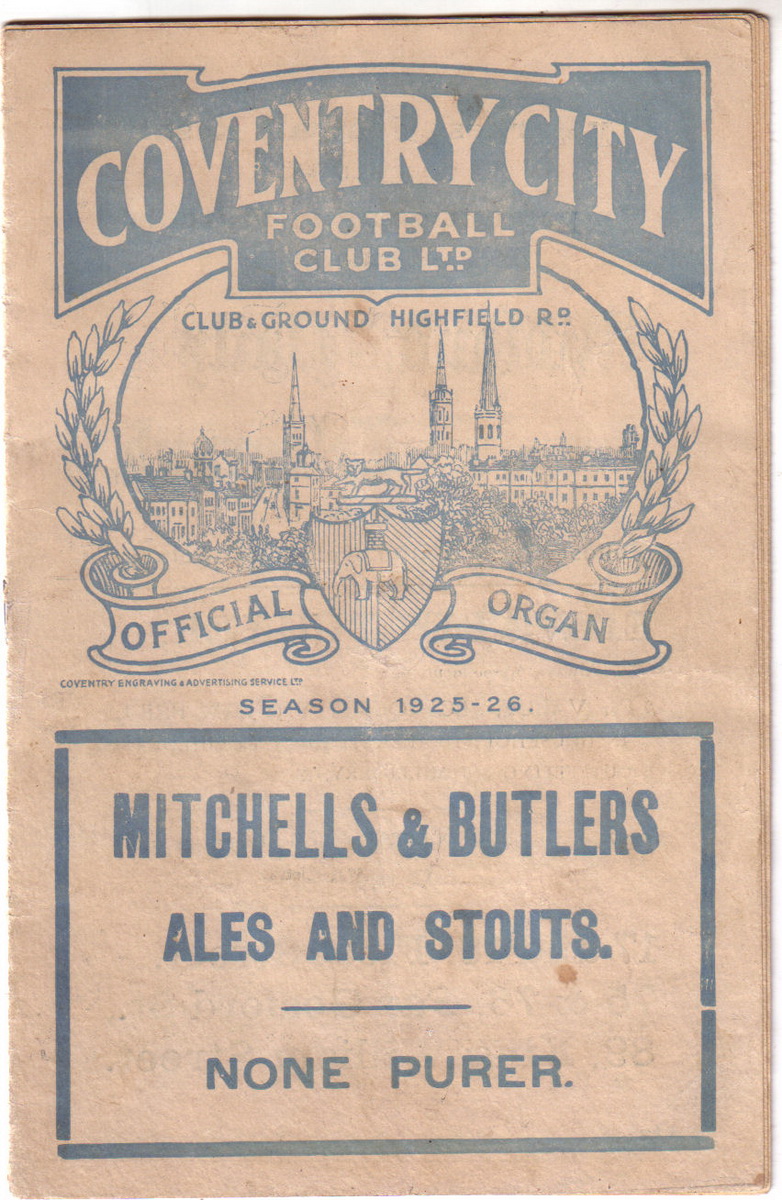 COVENTRY CITY
FOOTBALL
CLUB LTD.
CLUB & GROUND HIGHFIELD RD.
OFFICIAL ORGAN
COVENTRY ENGRAVING & ADVERTISING SERVICE LTD
SEASON 1925-26.
MITCHELLS & BUTLERS
ALES AND STOUTS.
NONE PURER.